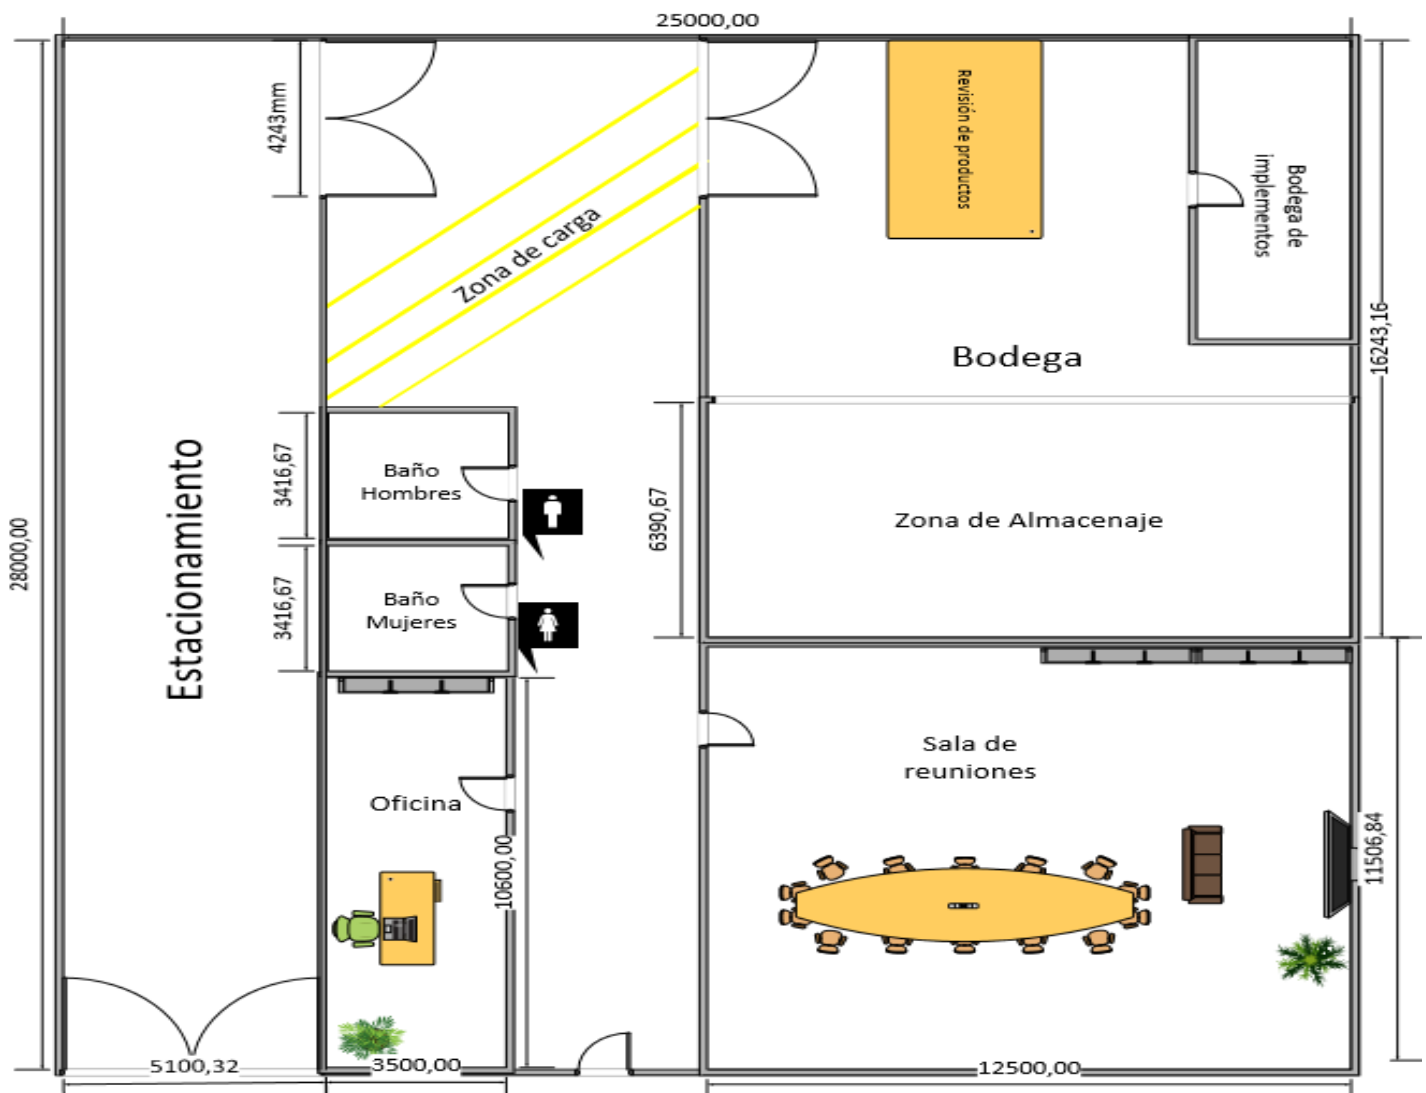 25000,00
4243mm
Revisión de productos
Bodega de
implementos
Zona de carga
16243,16
Bodega
3416,67
Baño
Hombres
Estacionamiento
6390,67
Zona de Almacenaje
28000,00
3416,67
Baño
Mujeres
Sala de
reuniones
Oficina
10600,00
11506,84
5100,32
3500,00
12500,00